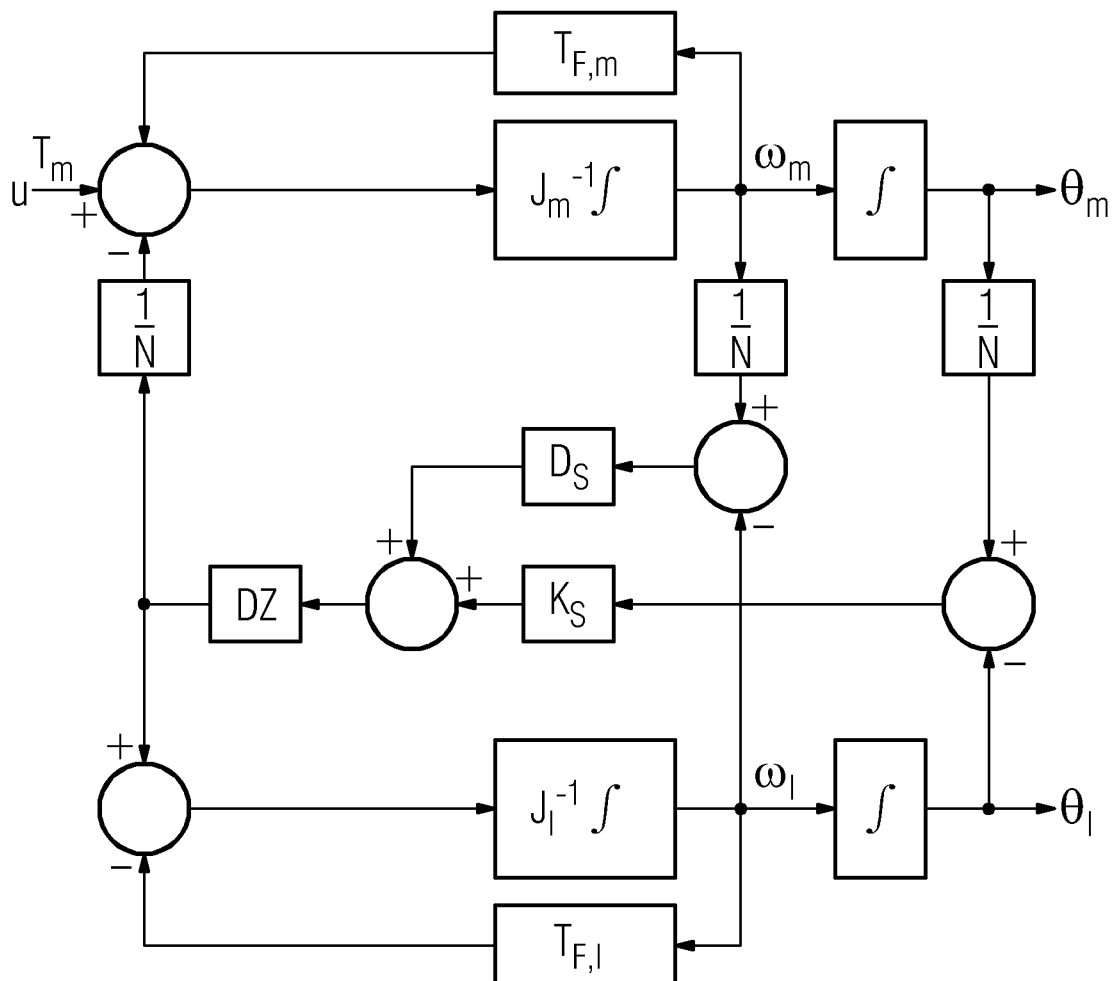 T_F,m
T_m
u
+
−
J_m^-1 ∫
ω_m
∫
θ_m
1/N
1/N
1/N
+
−
D_S
+
+
+
−
DZ
K_S
+
−
J_l^-1 ∫
ω_l
∫
θ_l
T_F,l